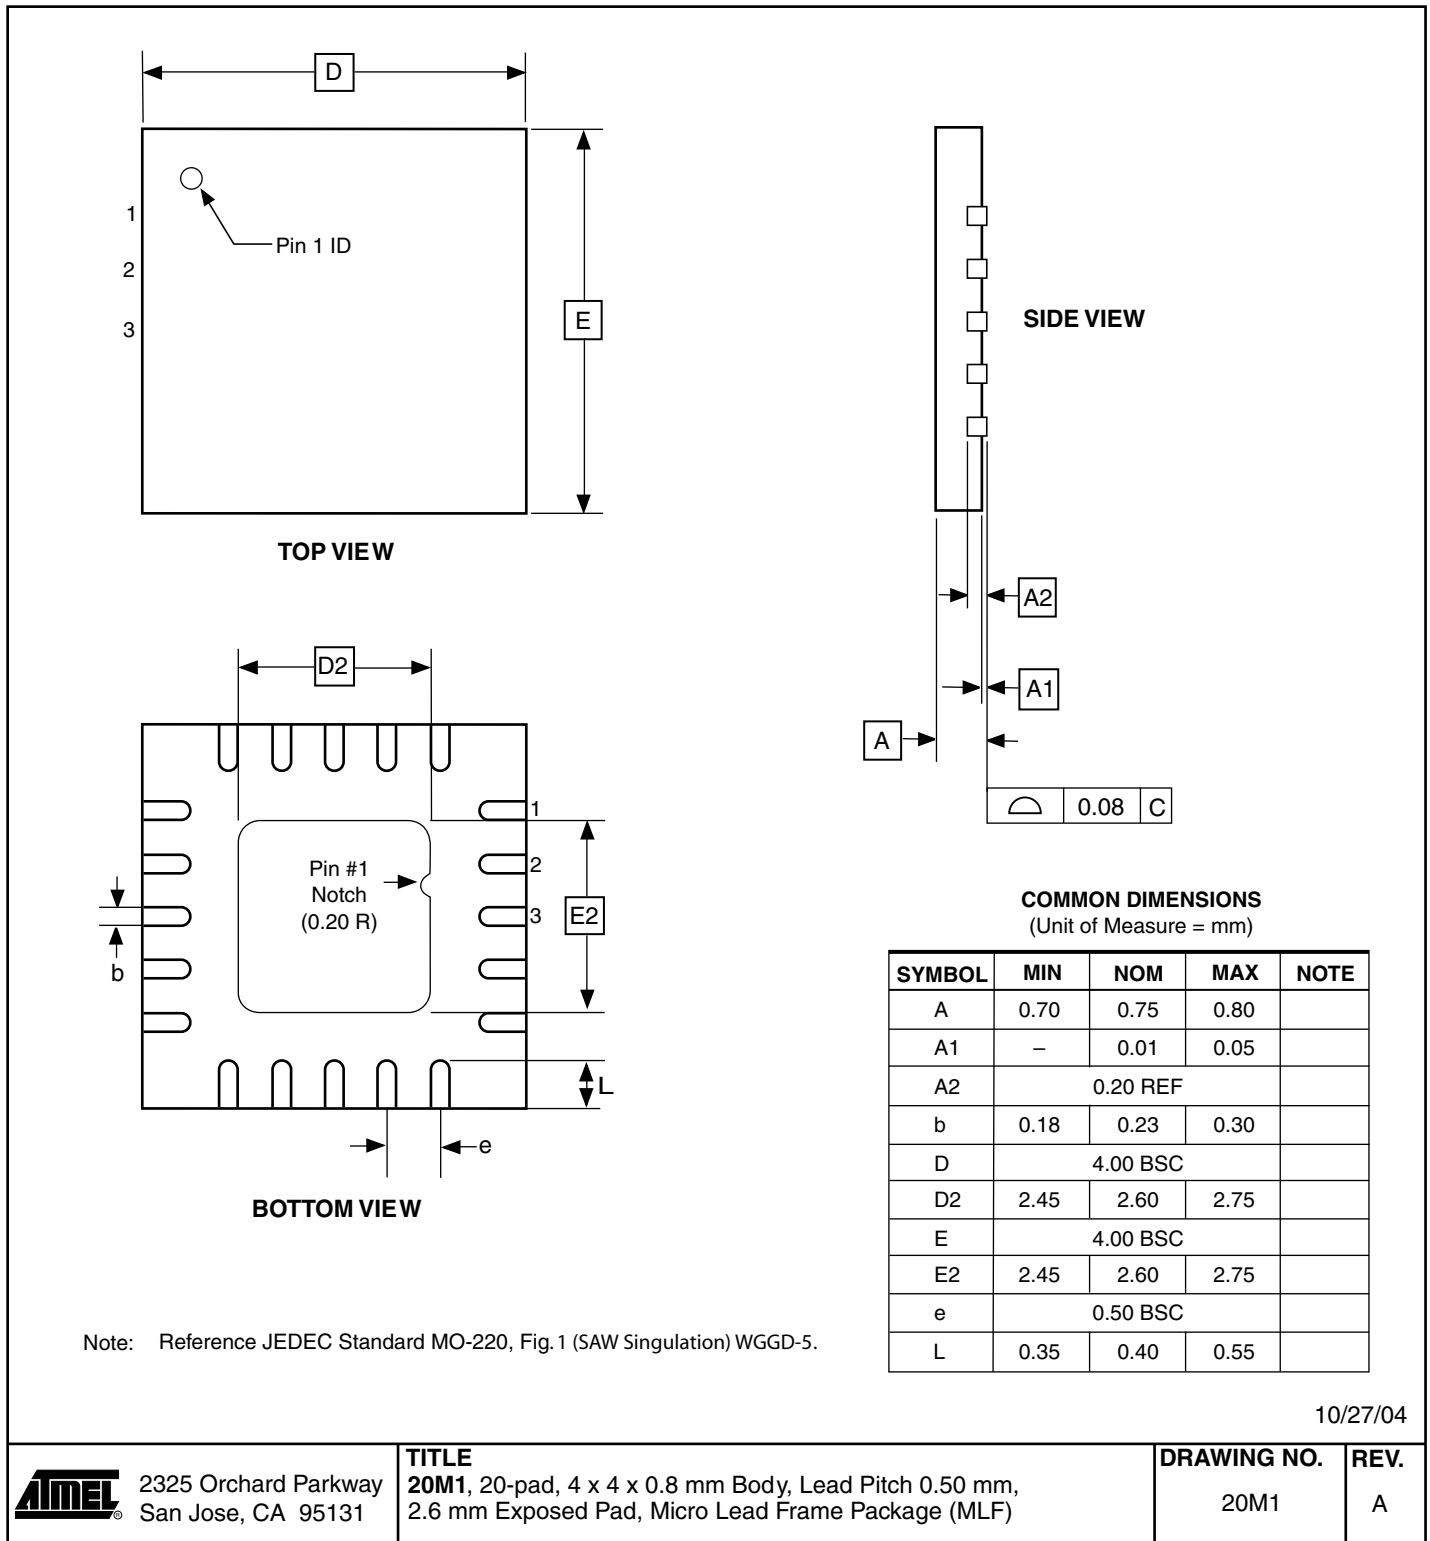 D
1
2
3
Pin 1 ID
E
TOP VIEW
SIDE VIEW
A2
A1
A
0.08 C
D2
1
2
3
Pin #1
Notch
(0.20 R)
E2
b
L
e
BOTTOM VIEW
COMMON DIMENSIONS
(Unit of Measure = mm)
SYMBOL MIN NOM MAX NOTE
A 0.70 0.75 0.80
A1 – 0.01 0.05
A2 0.20 REF
b 0.18 0.23 0.30
D 4.00 BSC
D2 2.45 2.60 2.75
E 4.00 BSC
E2 2.45 2.60 2.75
e 0.50 BSC
L 0.35 0.40 0.55
Note: Reference JEDEC Standard MO-220, Fig. 1 (SAW Singulation) WGGD-5.
10/27/04
ATMEL®
2325 Orchard Parkway
San Jose, CA 95131
TITLE
20M1, 20-pad, 4 x 4 x 0.8 mm Body, Lead Pitch 0.50 mm,
2.6 mm Exposed Pad, Micro Lead Frame Package (MLF)
DRAWING NO.
20M1
REV.
A